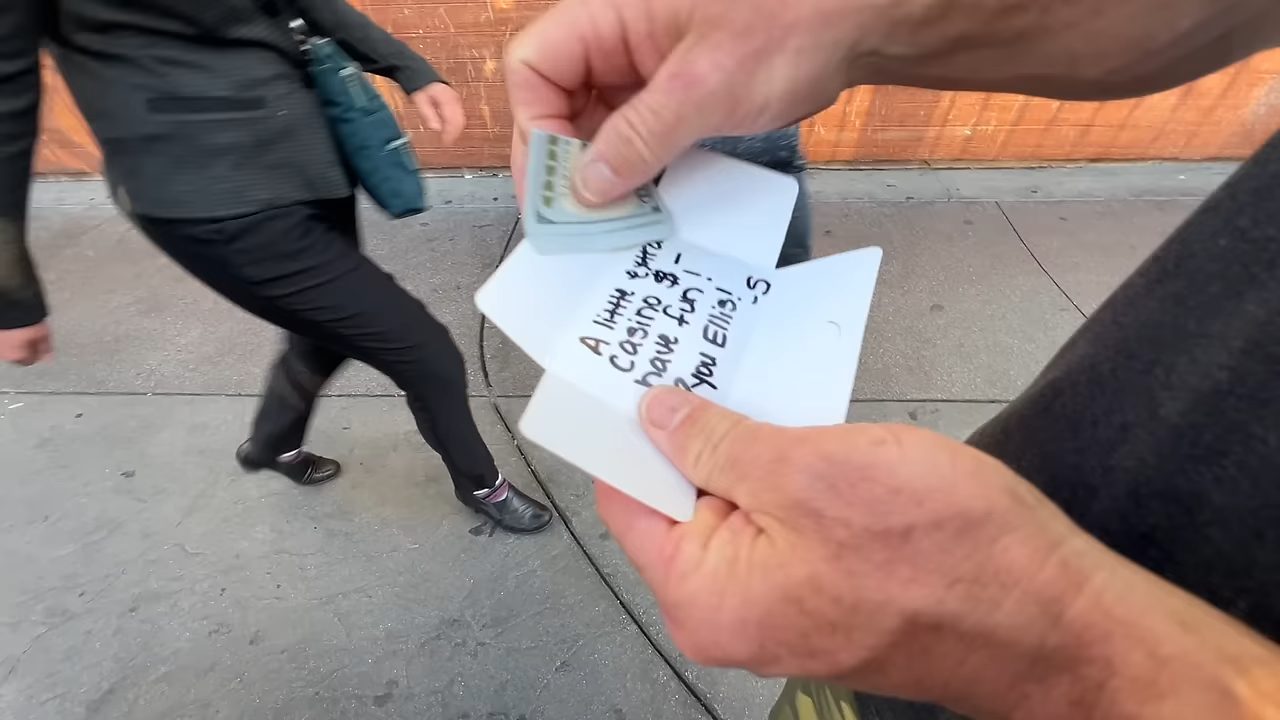 A little extra
casino $ -
have fun!
you Ellis!
-S